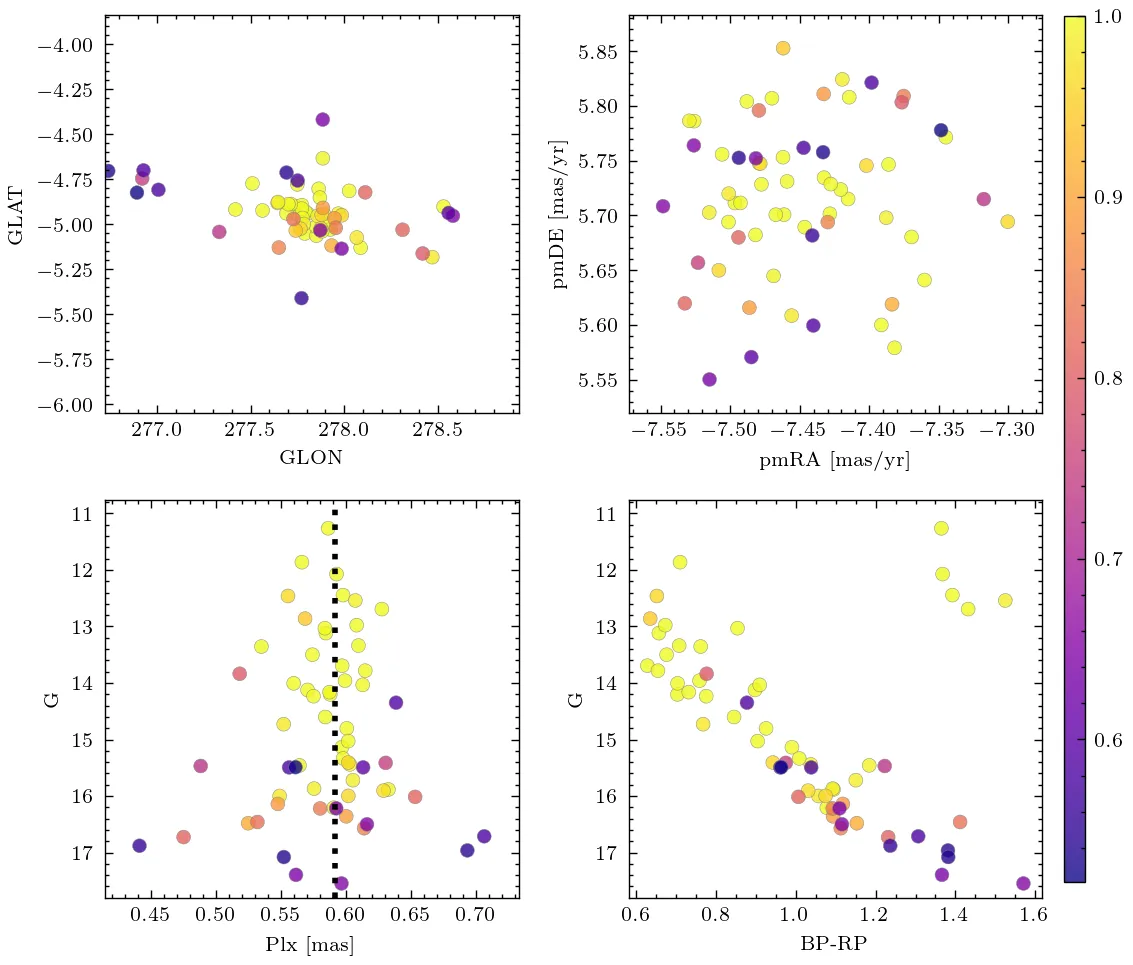 −4.00
−4.25
−4.50
−4.75
−5.00
−5.25
−5.50
−5.75
−6.00
GLAT
277.0 277.5 278.0 278.5
GLON
5.85
5.80
5.75
5.70
5.65
5.60
5.55
pmDE [mas/yr]
−7.55 −7.50 −7.45 −7.40 −7.35 −7.30
pmRA [mas/yr]
1.0
0.9
0.8
0.7
0.6
11
12
13
14
15
16
17
G
0.45 0.50 0.55 0.60 0.65 0.70
Plx [mas]
11
12
13
14
15
16
17
G
0.6 0.8 1.0 1.2 1.4 1.6
BP-RP